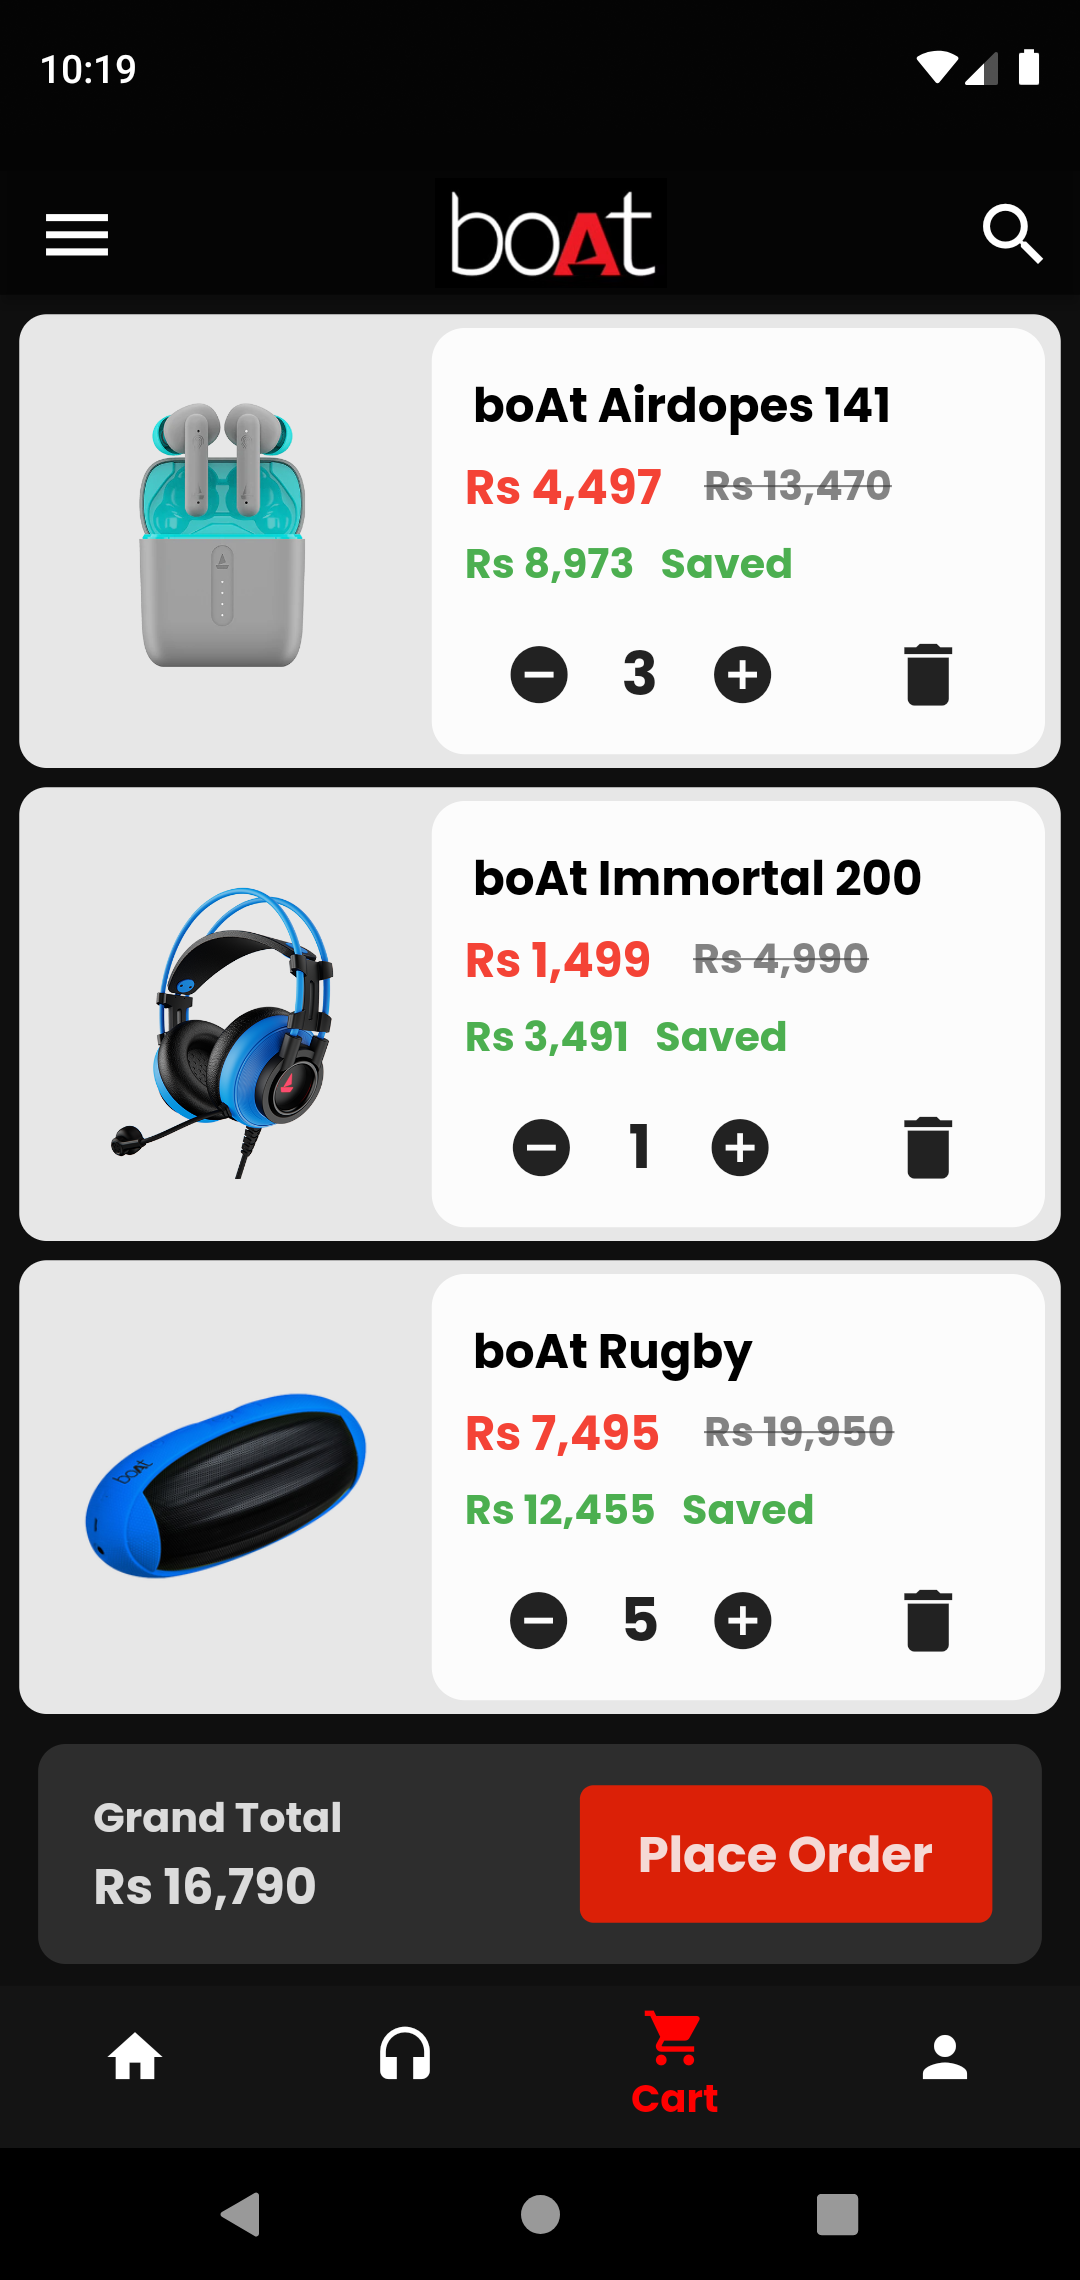 10:19
boAt
boAt Airdopes 141
Rs 4,497 Rs 13,470
Rs 8,973 Saved
3
boAt Immortal 200
Rs 1,499 Rs 4,990
Rs 3,491 Saved
1
boAt
boAt Rugby
Rs 7,495 Rs 19,950
Rs 12,455 Saved
5
Grand Total
Rs 16,790
Place Order
Cart